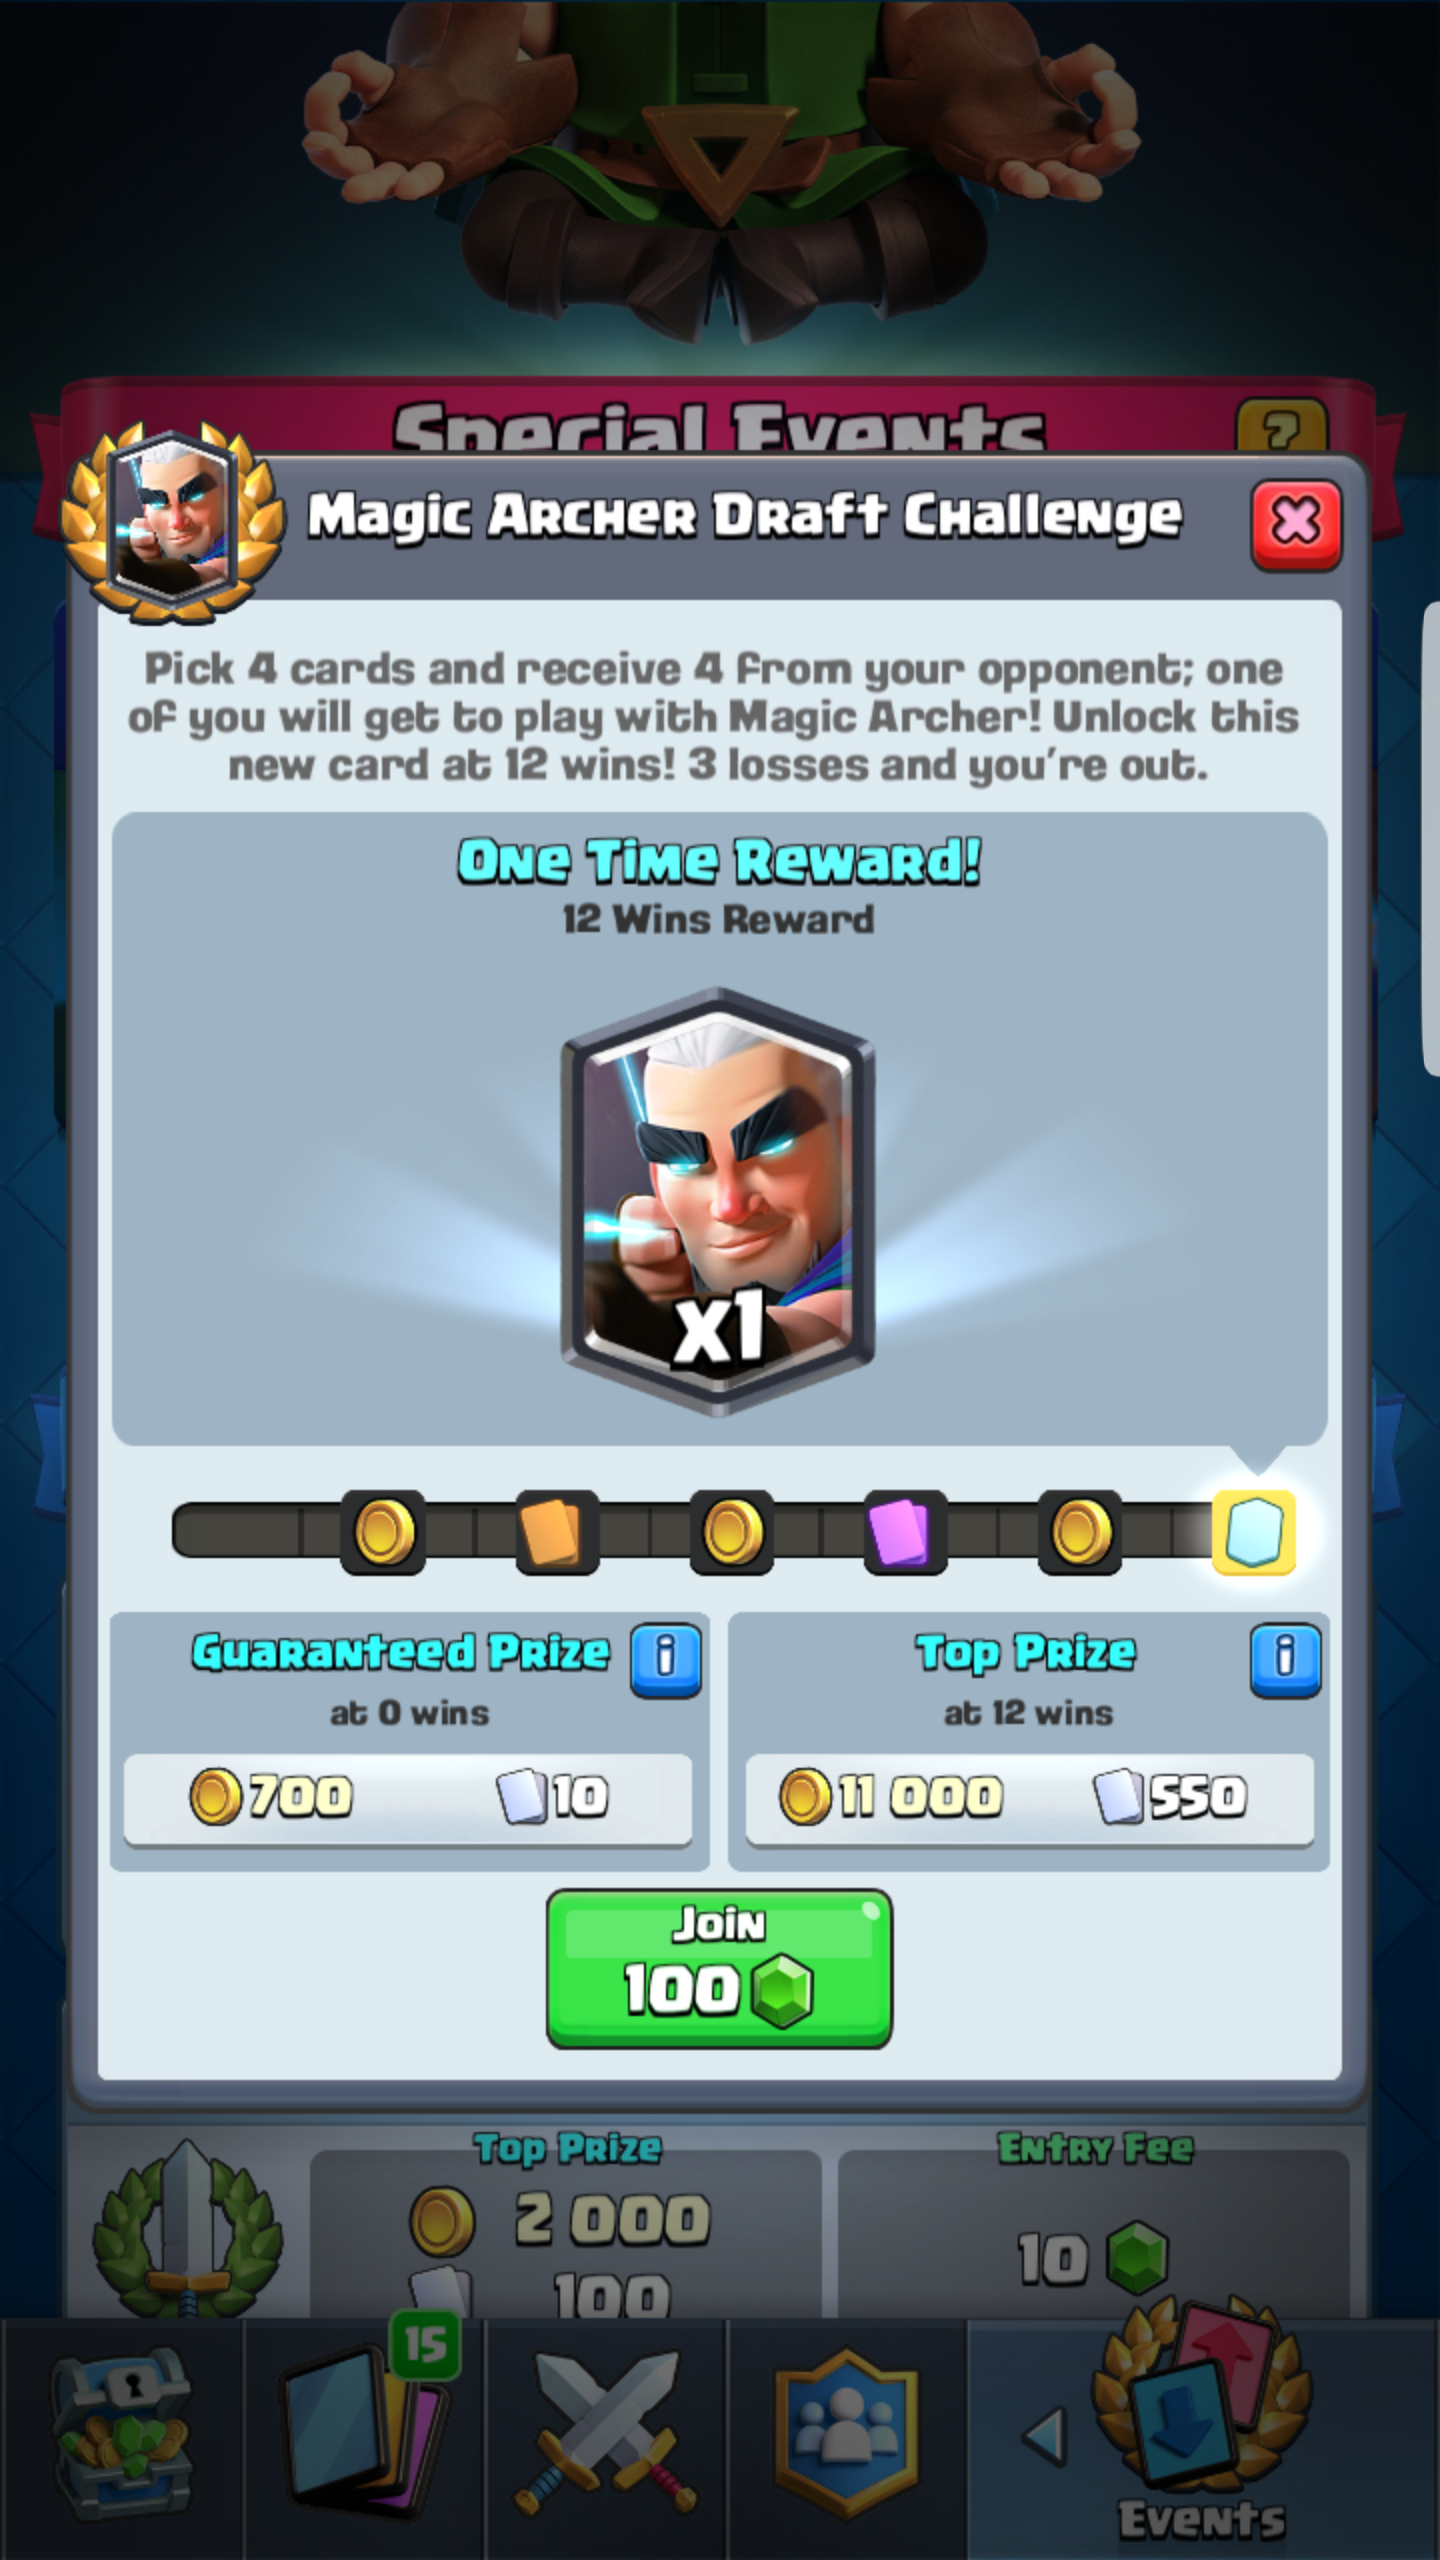 Special Events
?
Magic Archer Draft Challenge
Pick 4 cards and receive 4 from your opponent; one
of you will get to play with Magic Archer! Unlock this
new card at 12 wins! 3 losses and you're out.
One Time Reward!
12 Wins Reward
x1
Guaranteed Prize
i
at 0 wins
700
10
Top Prize
i
at 12 wins
11 000
550
Join
100
Top Prize
2 000
100
Entry Fee
10
15
Events